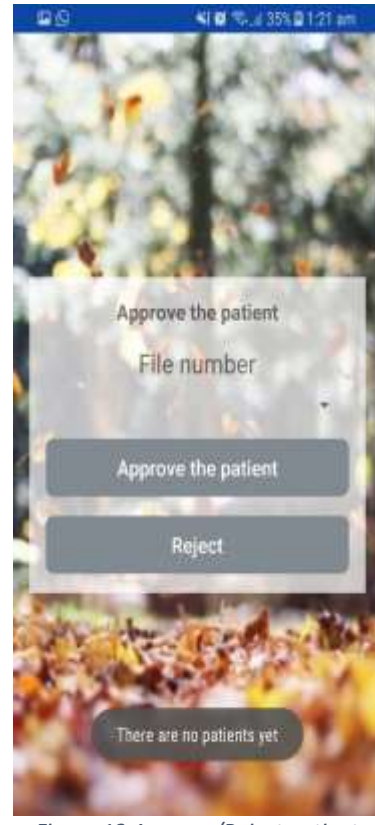 35% 1:21 am
Approve the patient
File number
Approve the patient
Reject
There are no patients yet